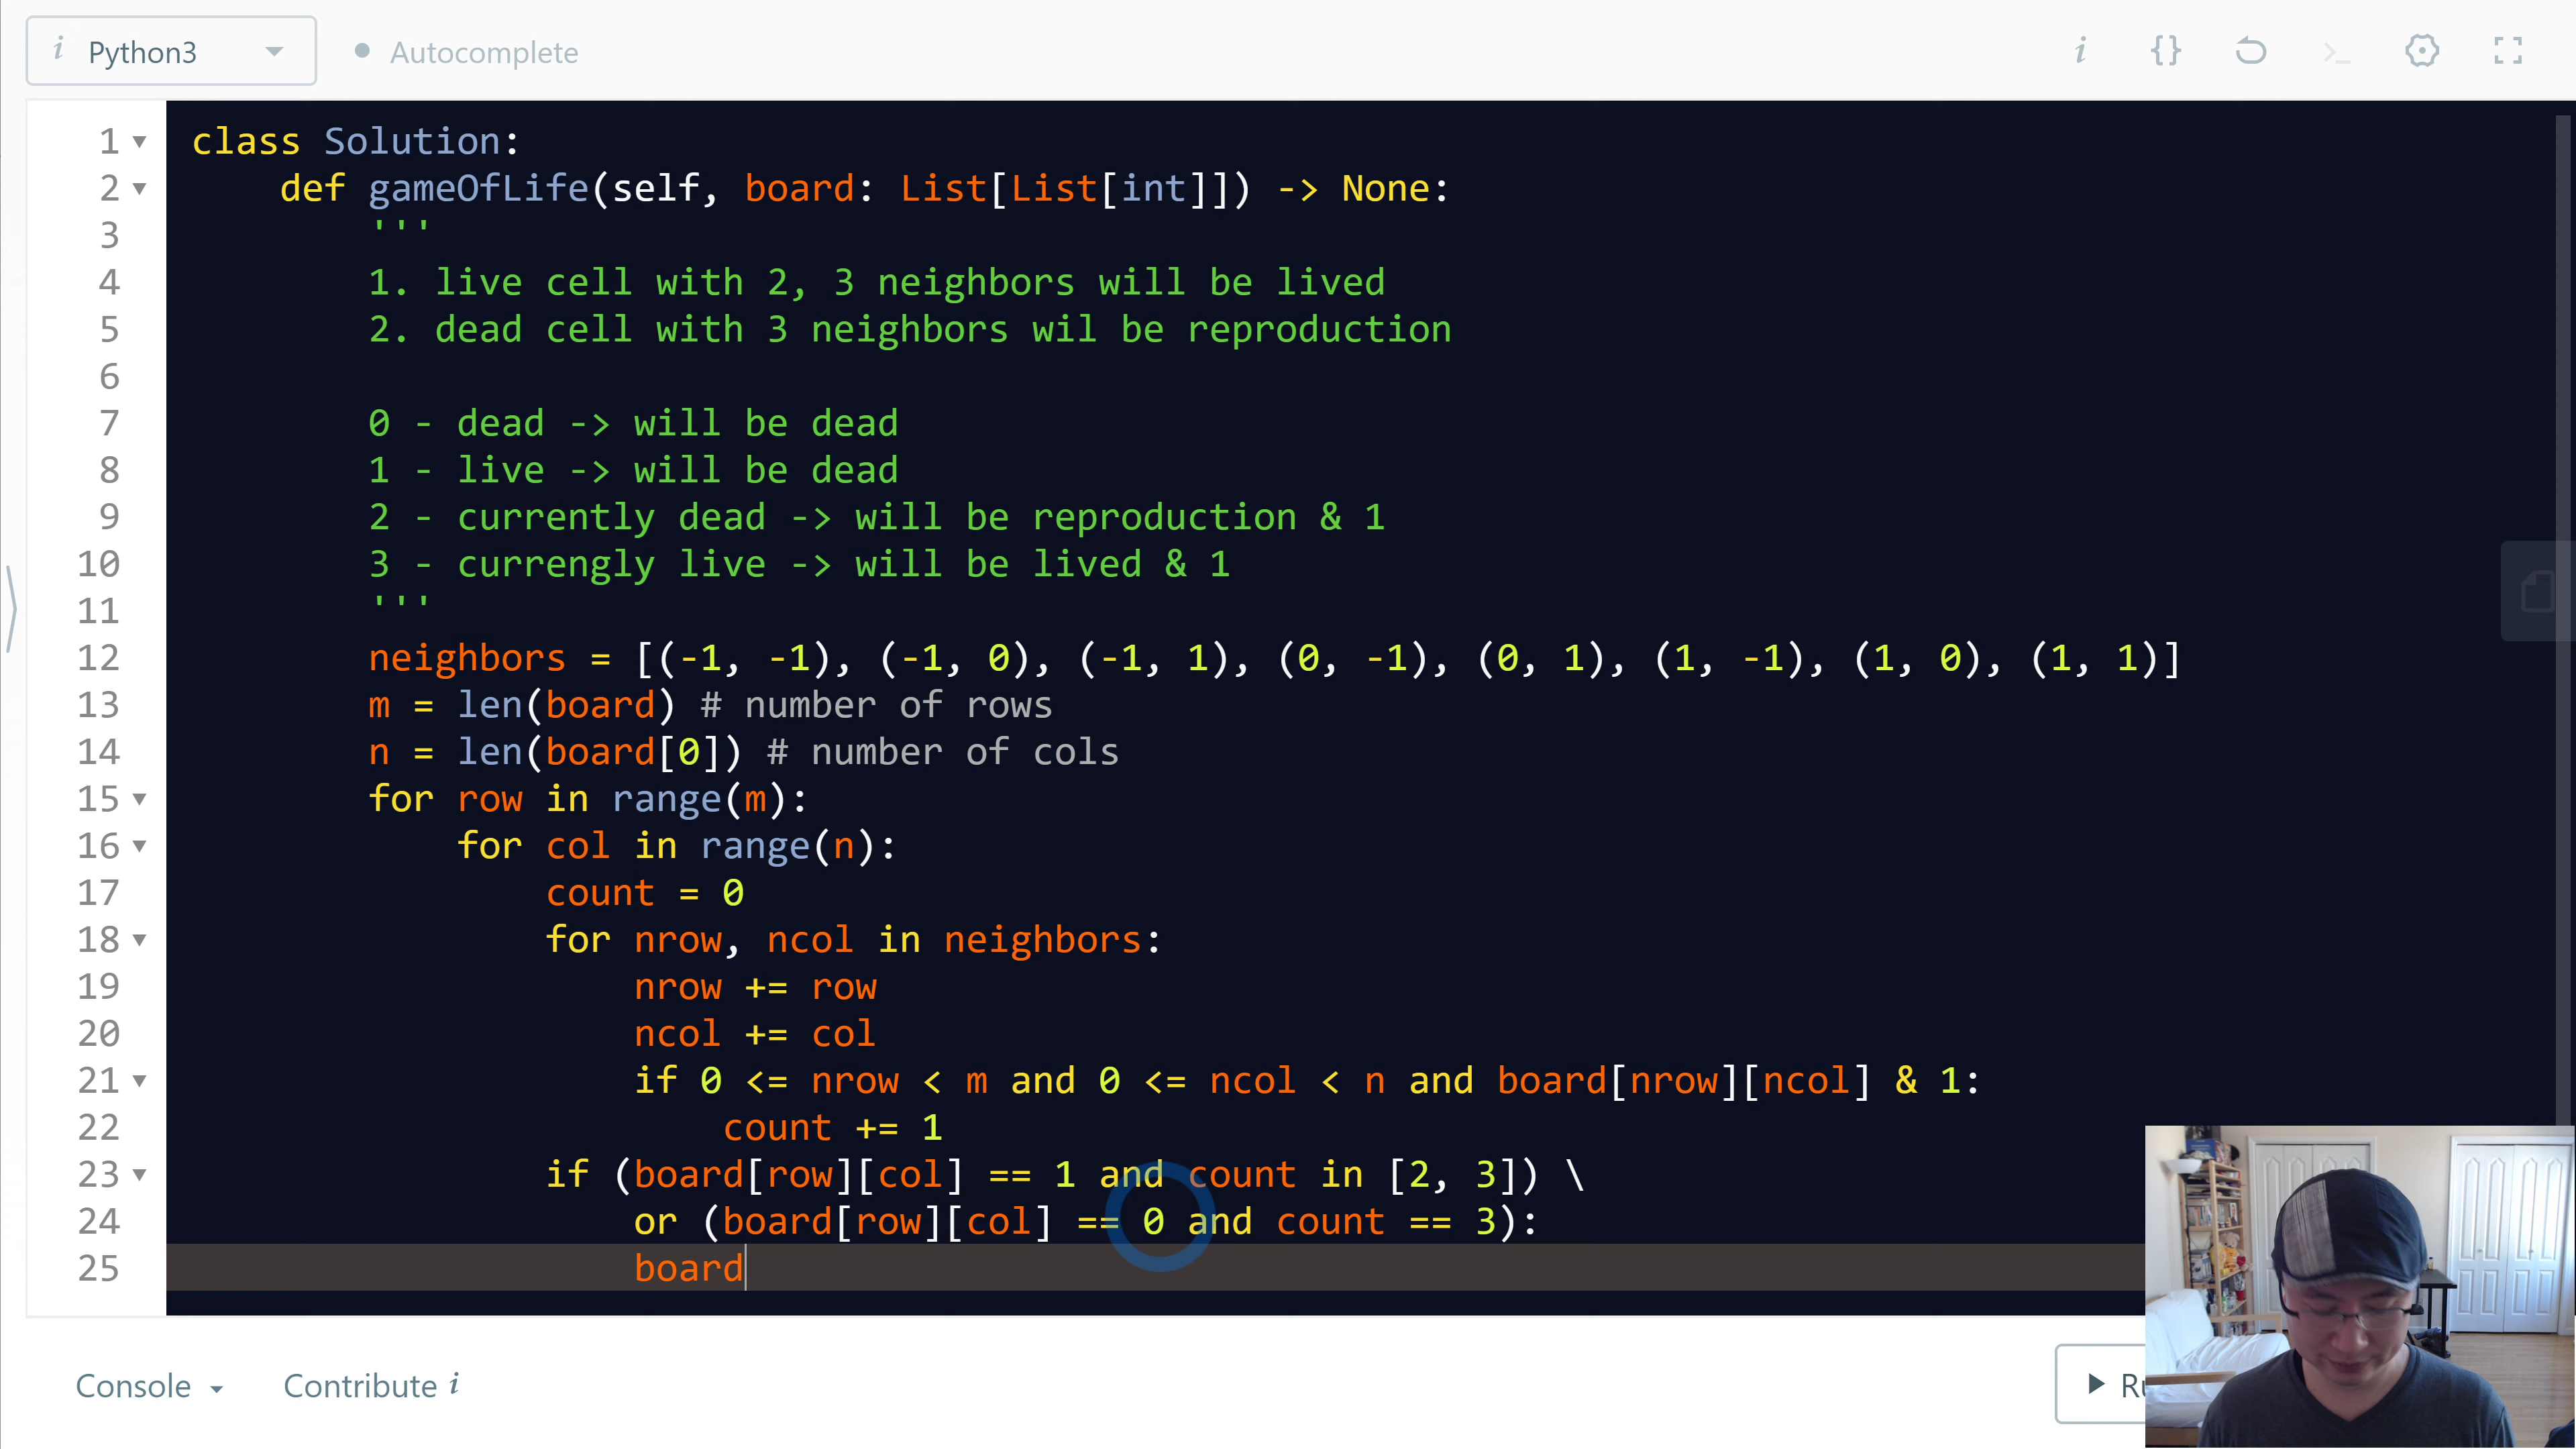 i Python3 Autocomplete i {} >_
1 class Solution:
2 def gameOfLife(self, board: List[List[int]]) -> None:
3 '''
4 1. live cell with 2, 3 neighbors will be lived
5 2. dead cell with 3 neighbors wil be reproduction
6
7 0 - dead -> will be dead
8 1 - live -> will be dead
9 2 - currently dead -> will be reproduction & 1
10 3 - currengly live -> will be lived & 1
11 '''
12 neighbors = [(-1, -1), (-1, 0), (-1, 1), (0, -1), (0, 1), (1, -1), (1, 0), (1, 1)]
13 m = len(board) # number of rows
14 n = len(board[0]) # number of cols
15 for row in range(m):
16 for col in range(n):
17 count = 0
18 for nrow, ncol in neighbors:
19 nrow += row
20 ncol += col
21 if 0 <= nrow < m and 0 <= ncol < n and board[nrow][ncol] & 1:
22 count += 1
23 if (board[row][col] == 1 and count in [2, 3]) \
24 or (board[row][col] == 0 and count == 3):
25 board
Console Contribute i